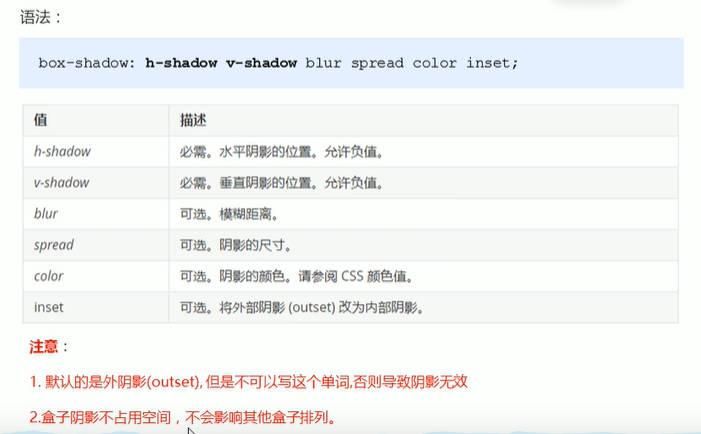 语法：
box-shadow: h-shadow v-shadow blur spread color inset;
值 描述
h-shadow 必需。水平阴影的位置。允许负值。
v-shadow 必需。垂直阴影的位置。允许负值。
blur 可选。模糊距离。
spread 可选。阴影的尺寸。
color 可选。阴影的颜色。请参阅 CSS 颜色值。
inset 可选。将外部阴影 (outset) 改为内部阴影。
注意：
1. 默认的是外阴影(outset), 但是不可以写这个单词,否则导致阴影无效
2.盒子阴影不占用空间，不会影响其他盒子排列。